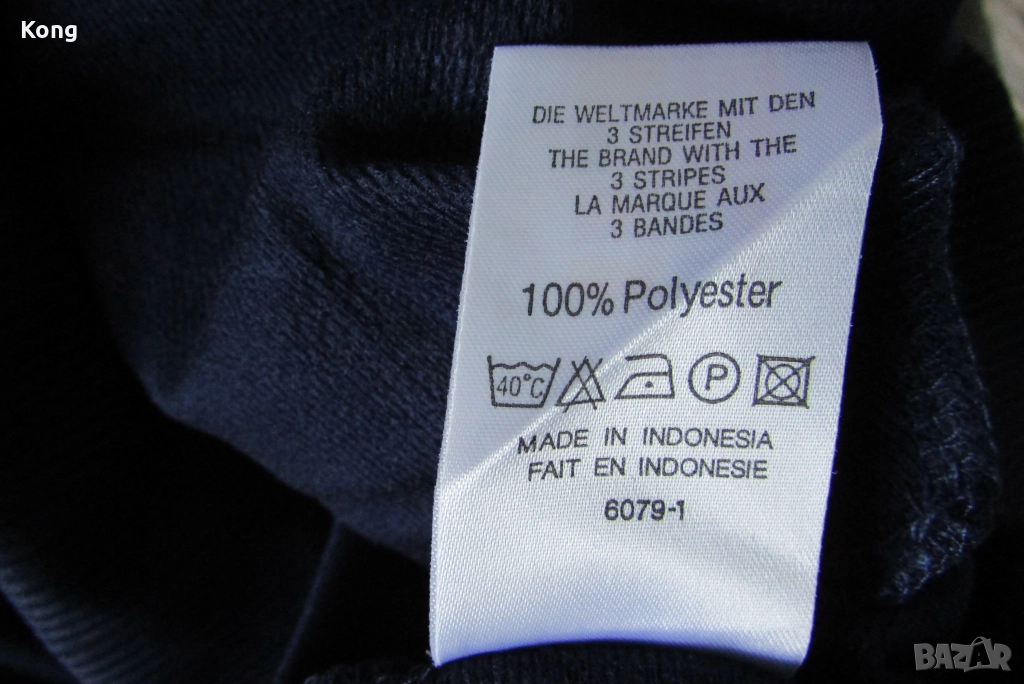 Kong
DIE WELTMARKE MIT DEN
3 STREIFEN
THE BRAND WITH THE
3 STRIPES
LA MARQUE AUX
3 BANDES
100% Polyester
40°C P
MADE IN INDONESIA
FAIT EN INDONESIE
6079-1
BAZAR